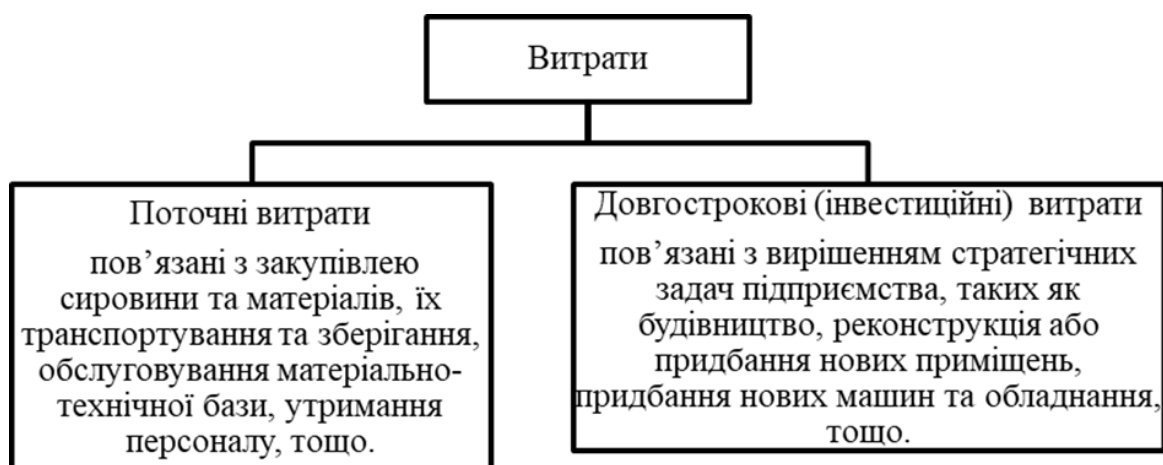 Витрати
Поточні витрати
пов’язані з закупівлею
сировини та матеріалів, їх
транспортування та зберігання,
обслуговування матеріально-
технічної бази, утримання
персоналу, тощо.
Довгострокові (інвестиційні) витрати
пов’язані з вирішенням стратегічних
задач підприємства, таких як
будівництво, реконструкція або
придбання нових приміщень,
придбання нових машин та обладнання,
тощо.